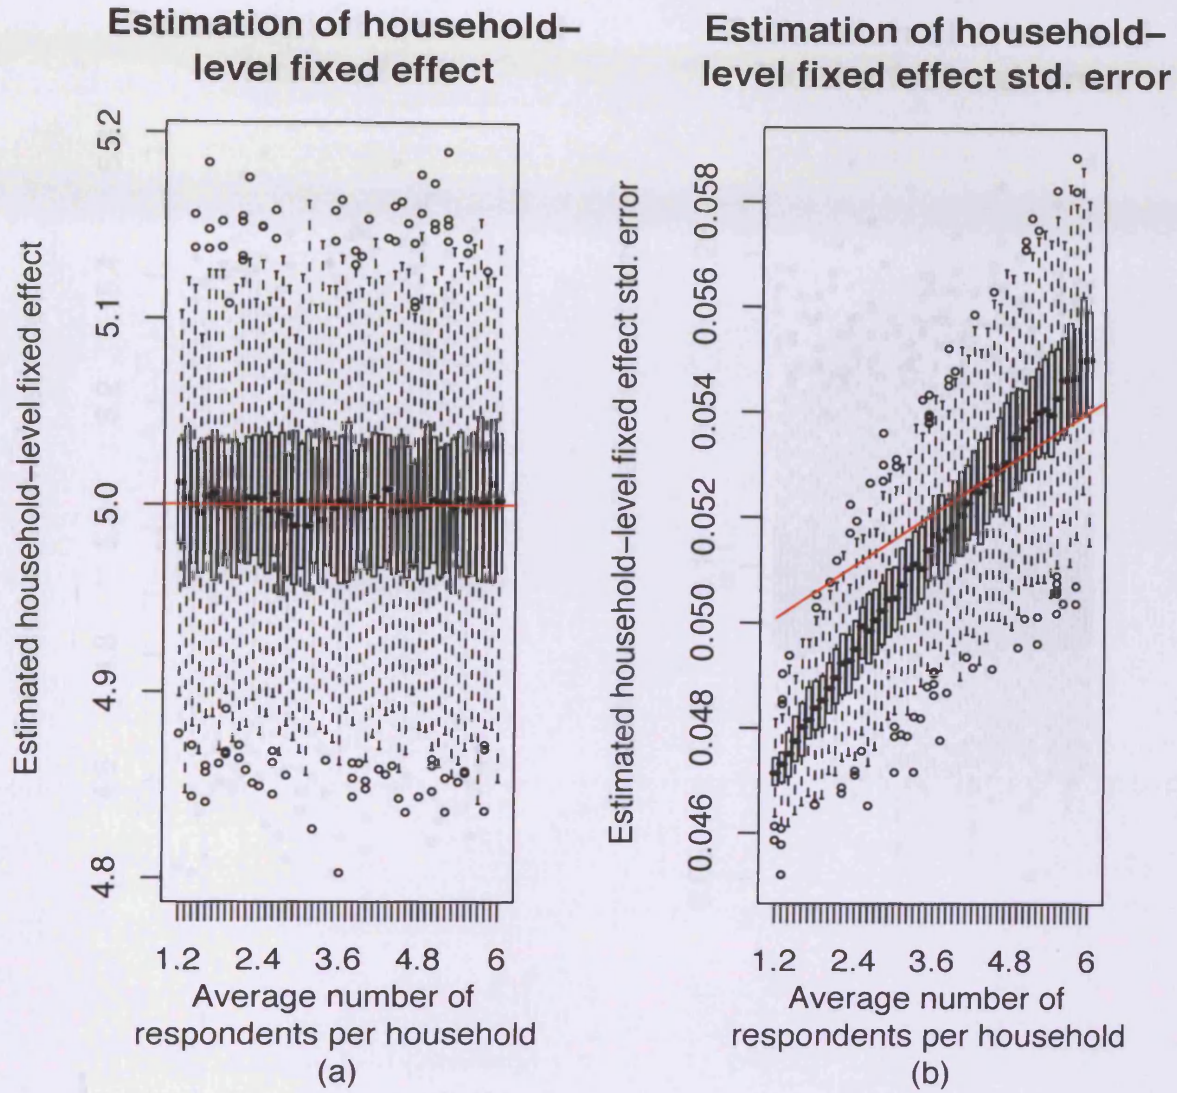 Estimation of household–
level fixed effect
Estimated household–level fixed effect
5.2
5.1
5.0
4.9
4.8
1.2 2.4 3.6 4.8 6
Average number of
respondents per household
(a)
Estimation of household–
level fixed effect std. error
Estimated household–level fixed effect std. error
0.058
0.056
0.054
0.052
0.050
0.048
0.046
1.2 2.4 3.6 4.8 6
Average number of
respondents per household
(b)